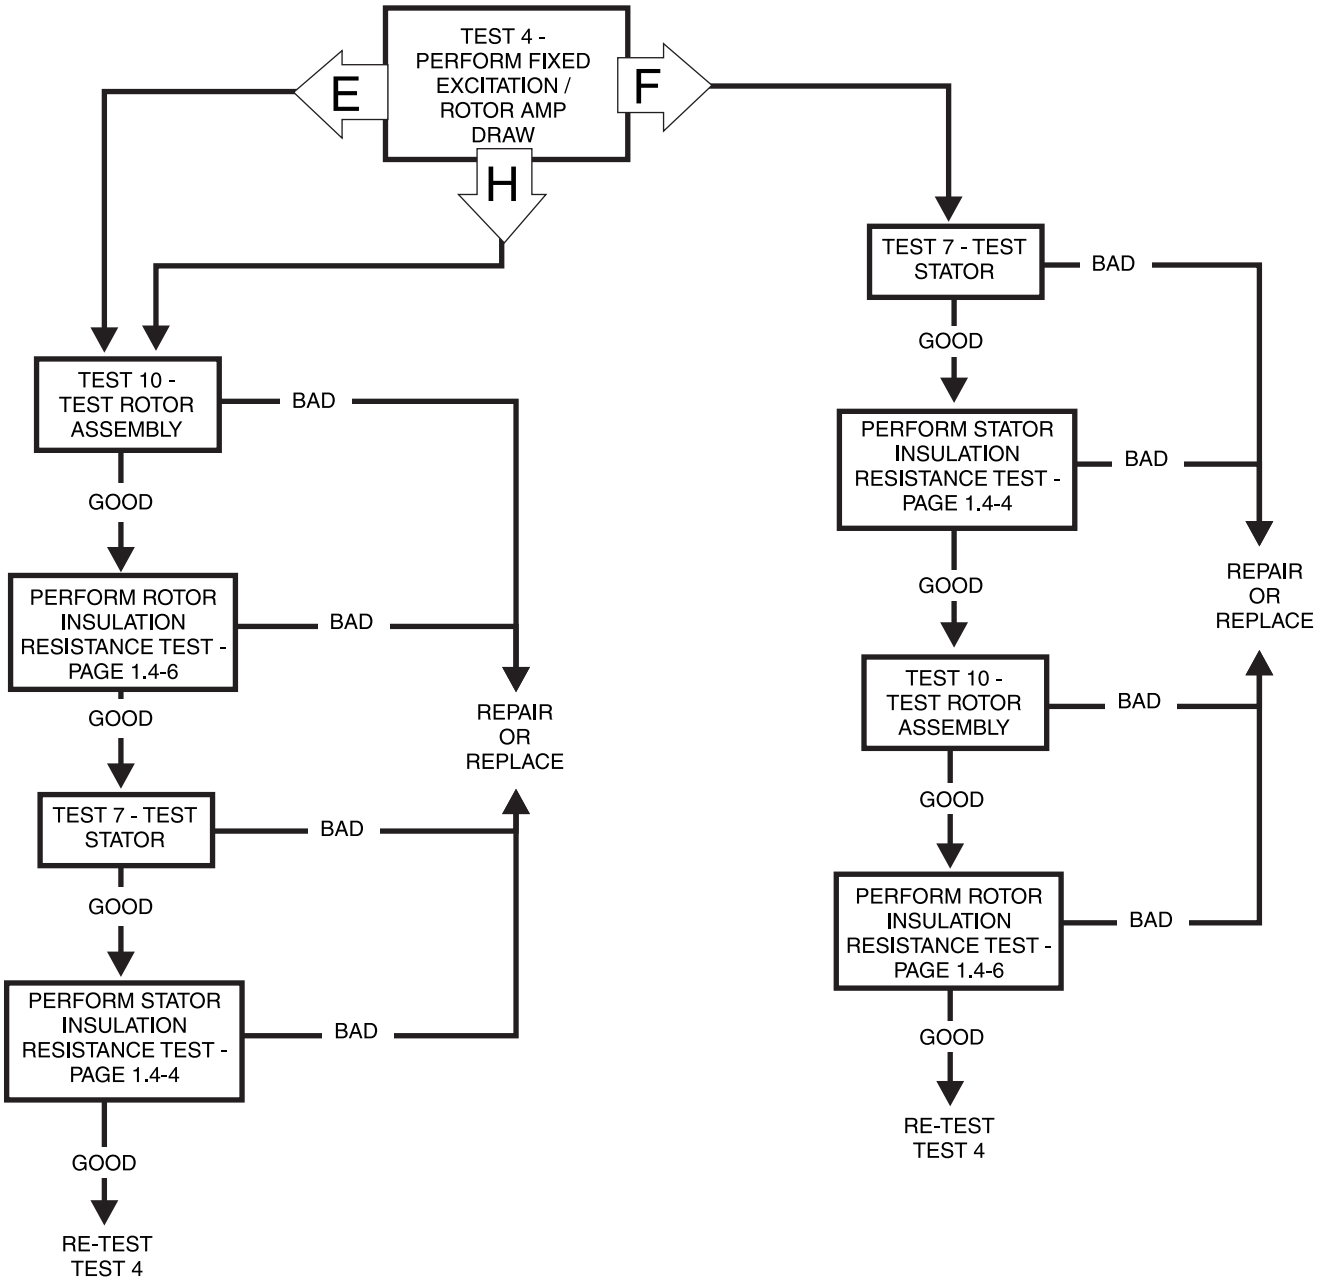 TEST 4 -
PERFORM FIXED
EXCITATION /
ROTOR AMP
DRAW
E
F
H
TEST 10 -
TEST ROTOR
ASSEMBLY
BAD
GOOD
PERFORM ROTOR
INSULATION
RESISTANCE TEST -
PAGE 1.4-6
BAD
GOOD
REPAIR
OR
REPLACE
TEST 7 - TEST
STATOR
BAD
GOOD
PERFORM STATOR
INSULATION
RESISTANCE TEST -
PAGE 1.4-4
BAD
GOOD
RE-TEST
TEST 4
TEST 7 - TEST
STATOR
BAD
GOOD
PERFORM STATOR
INSULATION
RESISTANCE TEST -
PAGE 1.4-4
BAD
GOOD
REPAIR
OR
REPLACE
TEST 10 -
TEST ROTOR
ASSEMBLY
BAD
GOOD
PERFORM ROTOR
INSULATION
RESISTANCE TEST -
PAGE 1.4-6
BAD
GOOD
RE-TEST
TEST 4